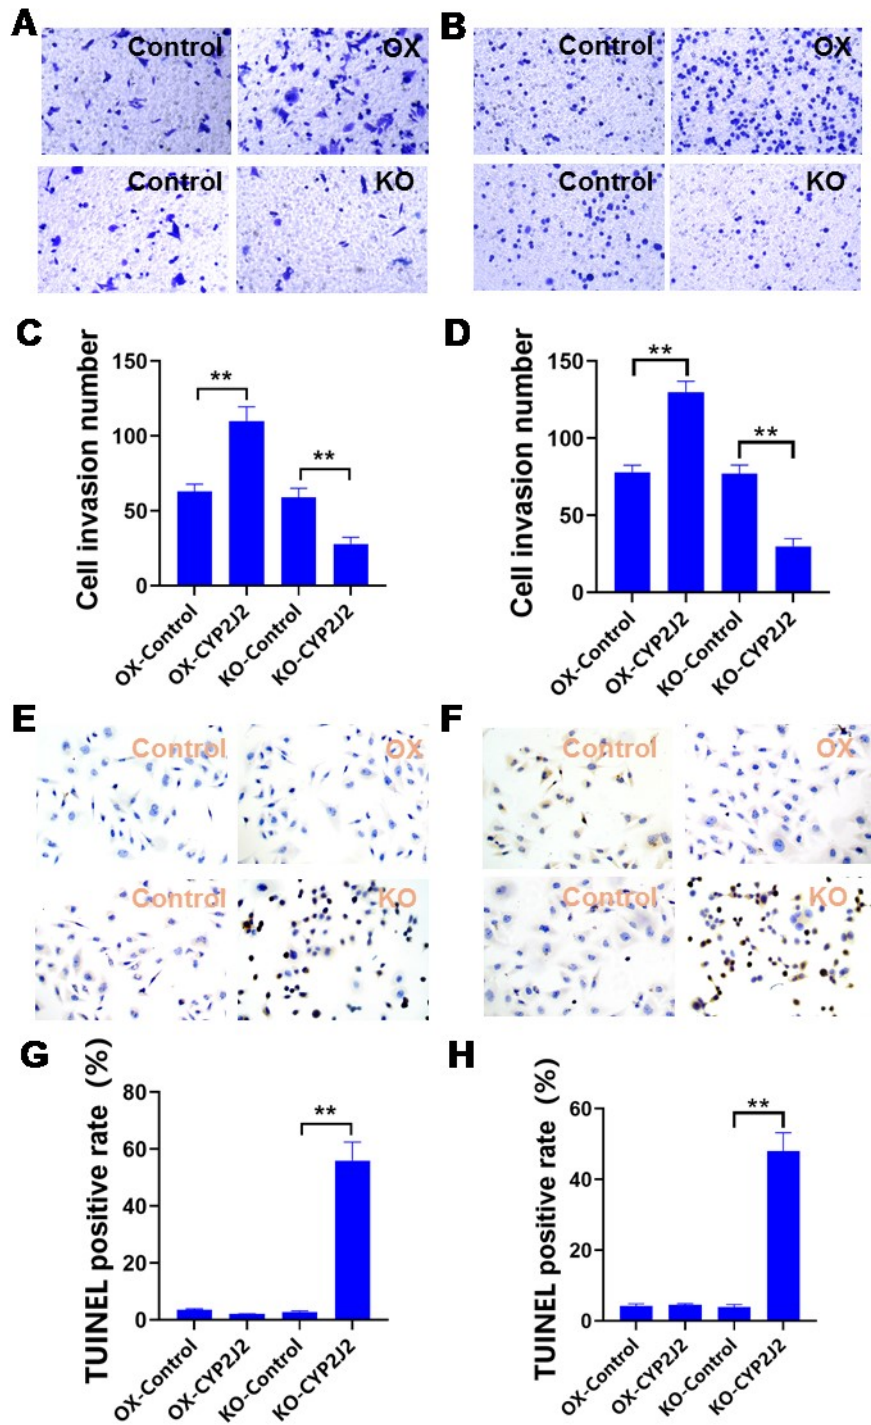 A
Control
OX
Control
KO
B
Control
OX
Control
KO
C
Cell invasion number
150
100
50
0
**
**
OX-Control
OX-CYP2J2
KO-Control
KO-CYP2J2
D
Cell invasion number
150
100
50
0
**
**
OX-Control
OX-CYP2J2
KO-Control
KO-CYP2J2
E
Control
OX
Control
KO
F
Control
OX
Control
KO
G
TUINEL positive rate (%)
80
60
40
20
0
**
OX-Control
OX-CYP2J2
KO-Control
KO-CYP2J2
H
TUINEL positive rate (%)
60
40
20
0
**
OX-Control
OX-CYP2J2
KO-Control
KO-CYP2J2